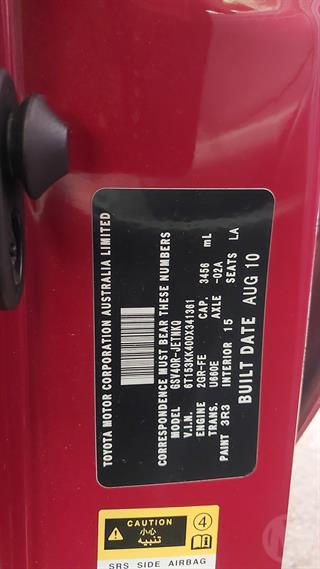 TOYOTA MOTOR CORPORATION AUSTRALIA LIMITED
CORRESPONDENCE MUST BEAR THESE NUMBERS
MODEL GSV40R-JETNKQ
V.I.N. 6T153KK400X341361
ENGINE 2GR-FE CAP. 3456 mL
TRANS. U660E AXLE -02A
PAINT 3R3 INTERIOR 15 SEATS LA
BUILT DATE AUG 10
CAUTION
小心
تنبيه
4
SRS SIDE AIRBAG